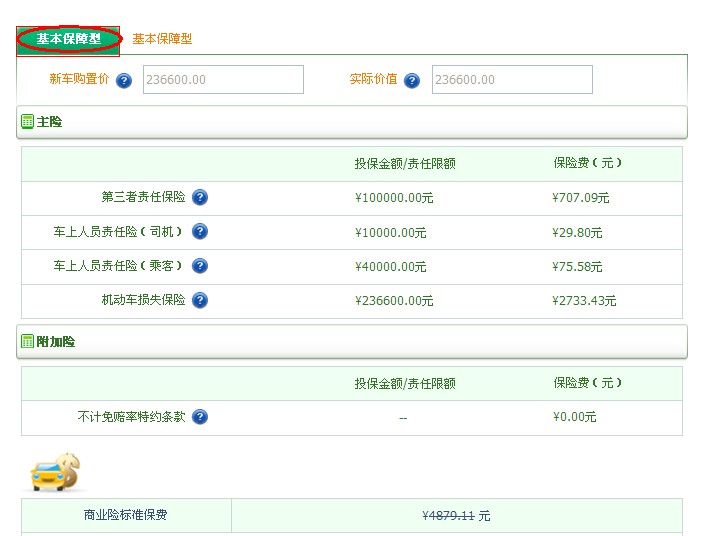 基本保障型 基本保障型
新车购置价 ? 236600.00 实际价值 ? 236600.00
主险
投保金额/责任限额 保险费（元）
第三者责任保险 ? ¥100000.00元 ¥707.09元
车上人员责任险（司机） ? ¥10000.00元 ¥29.80元
车上人员责任险（乘客） ? ¥40000.00元 ¥75.58元
机动车损失保险 ? ¥236600.00元 ¥2733.43元
附加险
投保金额/责任限额 保险费（元）
不计免赔率特约条款 ? -- ¥0.00元
商业险标准保费 ¥4879.11 元